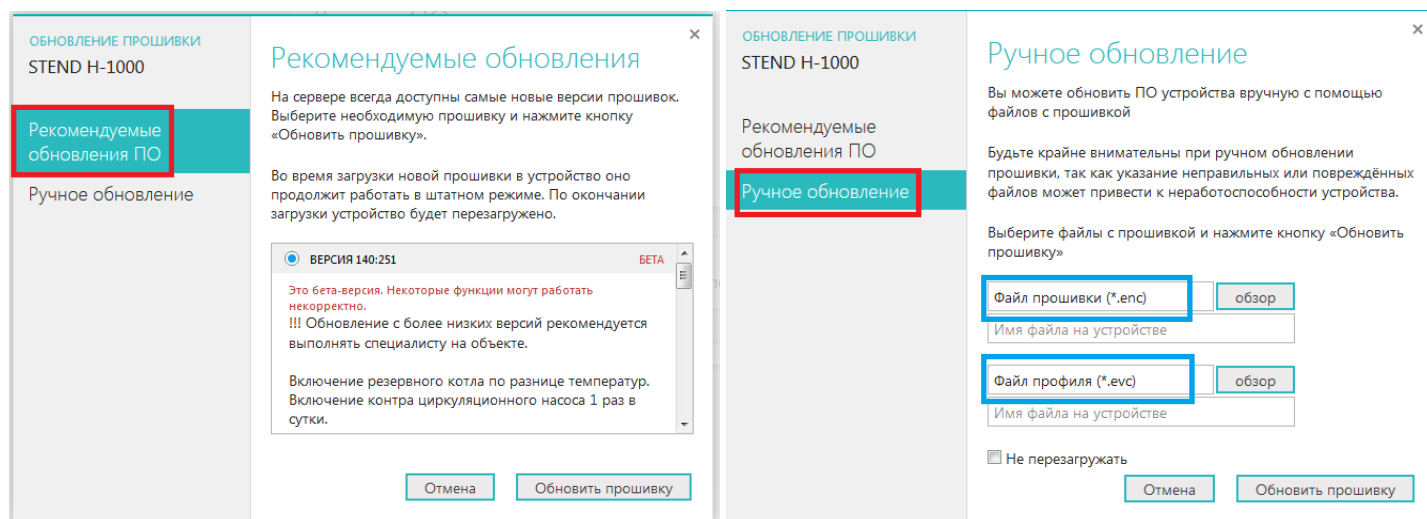 ОБНОВЛЕНИЕ ПРОШИВКИ
STEND H-1000
Рекомендуемые
обновления ПО
Ручное обновление
Рекомендуемые обновления
На сервере всегда доступны самые новые версии прошивок.
Выберите необходимую прошивку и нажмите кнопку
«Обновить прошивку».
Во время загрузки новой прошивки в устройство оно
продолжит работать в штатном режиме. По окончании
загрузки устройство будет перезагружено.
ВЕРСИЯ 140:251 БЕТА
Это бета-версия. Некоторые функции могут работать
некорректно.
!!! Обновление с более низких версий рекомендуется
выполнять специалисту на объекте.
Включение резервного котла по разнице температур.
Включение контра циркуляционного насоса 1 раз в
сутки.
Отмена Обновить прошивку
ОБНОВЛЕНИЕ ПРОШИВКИ
STEND H-1000
Рекомендуемые
обновления ПО
Ручное обновление
Ручное обновление
Вы можете обновить ПО устройства вручную с помощью
файлов с прошивкой
Будьте крайне внимательны при ручном обновлении
прошивки, так как указание неправильных или повреждённых
файлов может привести к неработоспособности устройства.
Выберите файлы с прошивкой и нажмите кнопку «Обновить
прошивку»
Файл прошивки (*.enc) обзор
Имя файла на устройстве
Файл профиля (*.evc) обзор
Имя файла на устройстве
Не перезагружать
Отмена Обновить прошивку